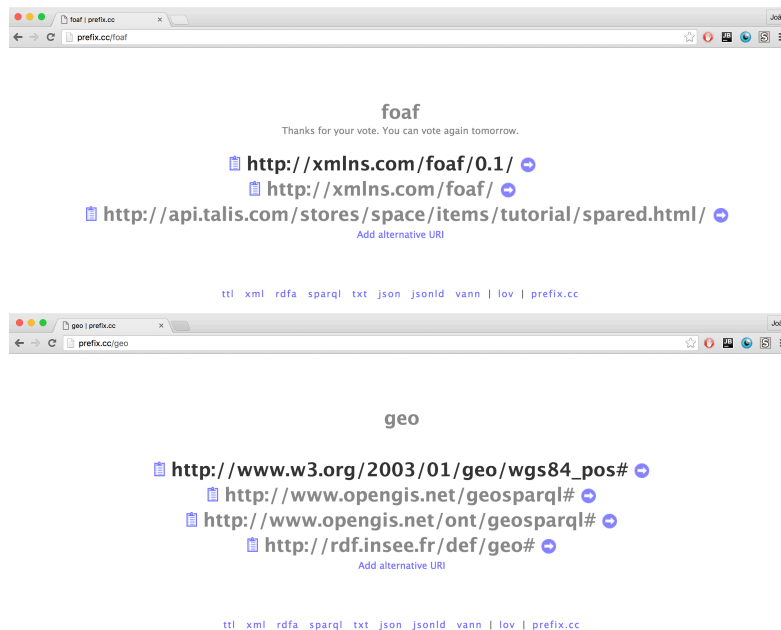 foaf | prefix.cc
prefix.cc/foaf
foaf
Thanks for your vote. You can vote again tomorrow.
http://xmlns.com/foaf/0.1/
http://xmlns.com/foaf/
http://api.talis.com/stores/space/items/tutorial/spared.html/
Add alternative URI
ttl xml rdfa sparql txt json jsonld vann | lov | prefix.cc
geo | prefix.cc
prefix.cc/geo
geo
http://www.w3.org/2003/01/geo/wgs84_pos#
http://www.opengis.net/geosparql#
http://www.opengis.net/ont/geosparql#
http://rdf.insee.fr/def/geo#
Add alternative URI
ttl xml rdfa sparql txt json jsonld vann | lov | prefix.cc